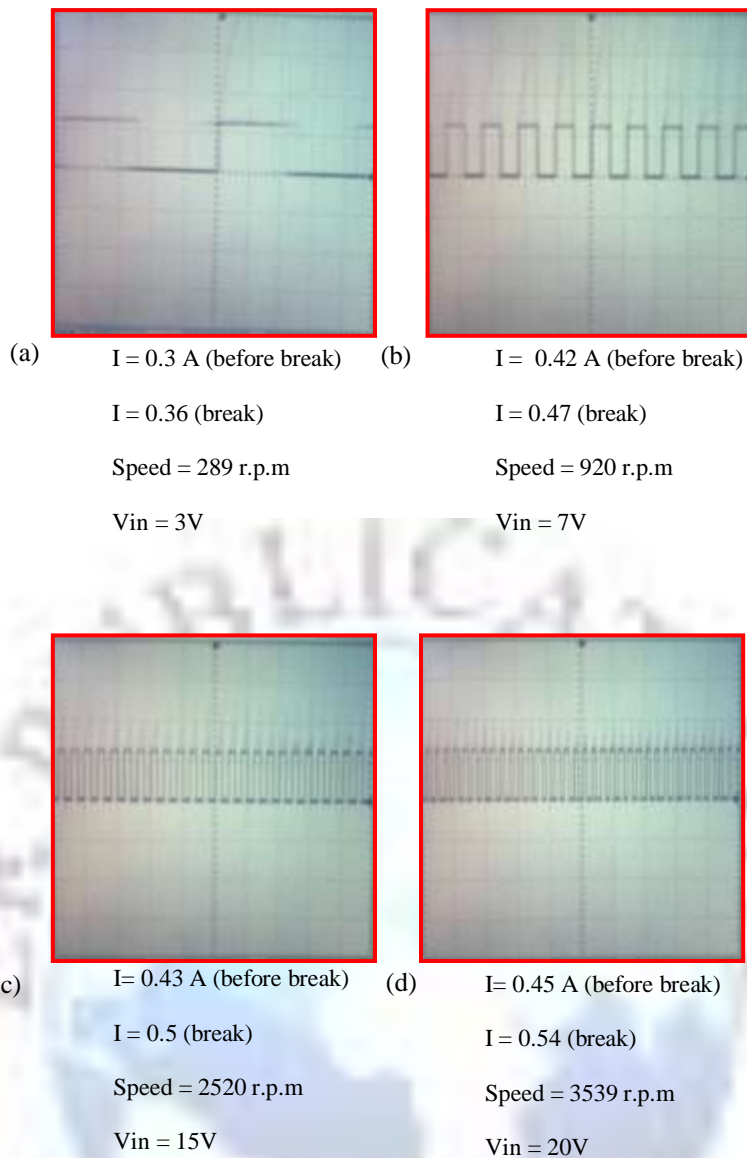 (a) I = 0.3 A (before break)
I = 0.36 (break)
Speed = 289 r.p.m
Vin = 3V
(b) I = 0.42 A (before break)
I = 0.47 (break)
Speed = 920 r.p.m
Vin = 7V
c) I= 0.43 A (before break)
I = 0.5 (break)
Speed = 2520 r.p.m
Vin = 15V
(d) I= 0.45 A (before break)
I = 0.54 (break)
Speed = 3539 r.p.m
Vin = 20V